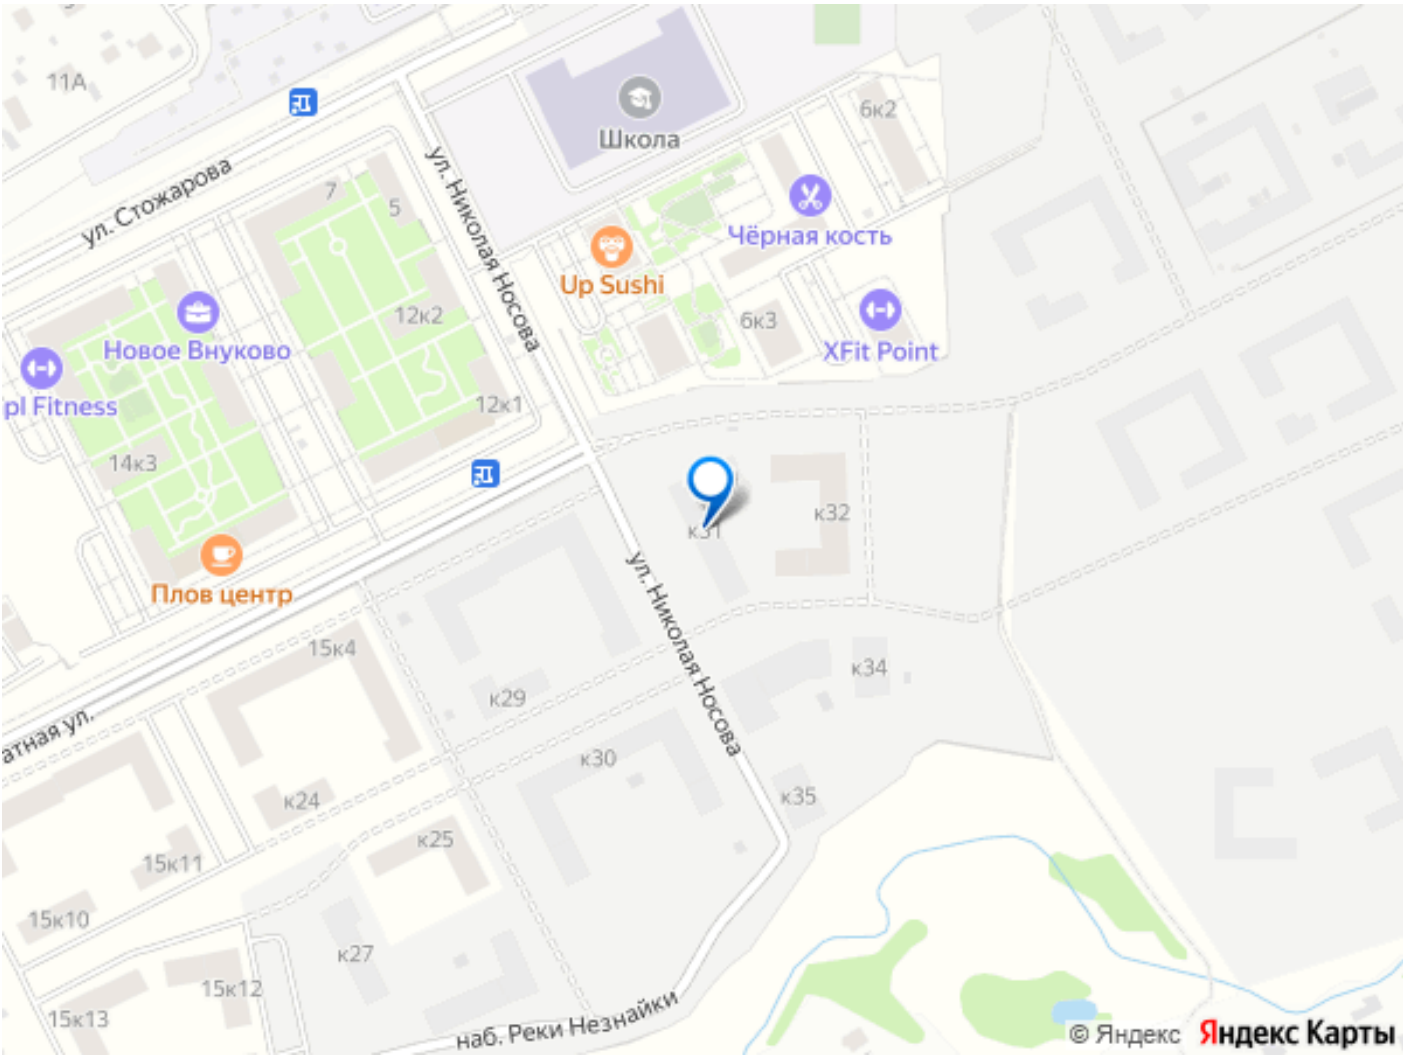 11А
6к2
Школа
ул. Стожарова
7
5
ул. Николая Носова
Чёрная кость
Up Sushi
12к2
6к3
Новое Внуково
XFit Point
pl Fitness
12к1
14к3
к31
к32
Плов центр
ул. Николая Носова
15к4
к34
к29
атная ул.
к30
к24
к35
к25
15к11
15к10
к27
15к12
15к13
наб. Реки Незнайки
© Яндекс Яндекс Карты